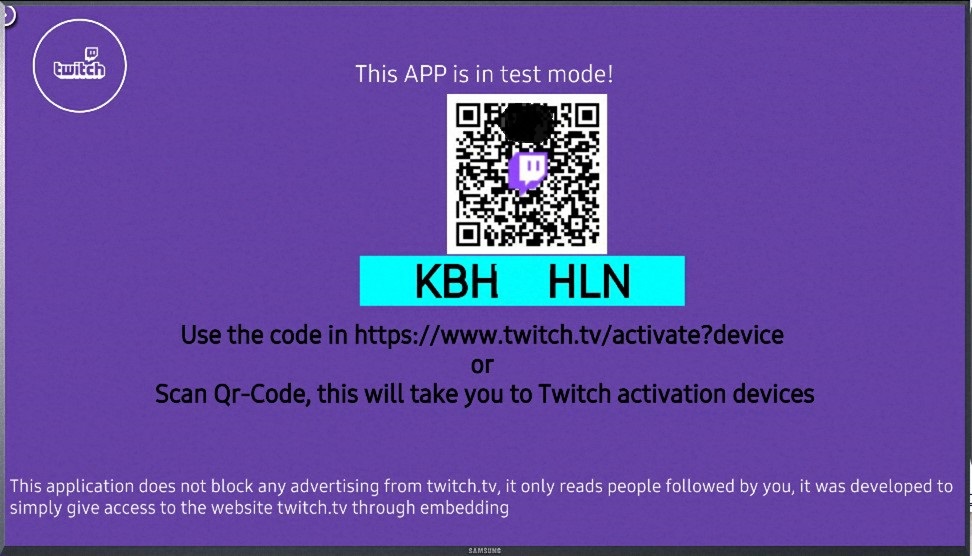 twitch
This APP is in test mode!
KBH HLN
Use the code in https://www.twitch.tv/activate?device
or
Scan Qr-Code, this will take you to Twitch activation devices
This application does not block any advertising from twitch.tv, it only reads people followed by you, it was developed to
simply give access to the website twitch.tv through embedding
SAMSUNG